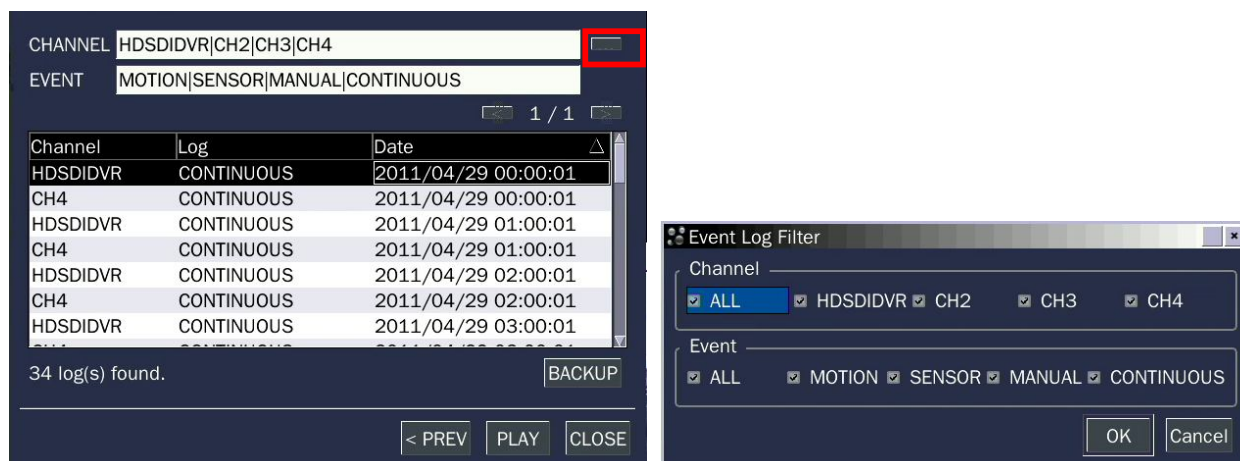 CHANNEL HDSDIDVR|CH2|CH3|CH4
EVENT MOTION|SENSOR|MANUAL|CONTINUOUS
< 1 / 1 >
Channel Log Date
HDSDIDVR CONTINUOUS 2011/04/29 00:00:01
CH4 CONTINUOUS 2011/04/29 00:00:01
HDSDIDVR CONTINUOUS 2011/04/29 01:00:01
CH4 CONTINUOUS 2011/04/29 01:00:01
HDSDIDVR CONTINUOUS 2011/04/29 02:00:01
CH4 CONTINUOUS 2011/04/29 02:00:01
HDSDIDVR CONTINUOUS 2011/04/29 03:00:01
34 log(s) found. BACKUP
< PREV PLAY CLOSE
Event Log Filter
Channel
ALL HDSDIDVR CH2 CH3 CH4
Event
ALL MOTION SENSOR MANUAL CONTINUOUS
OK Cancel